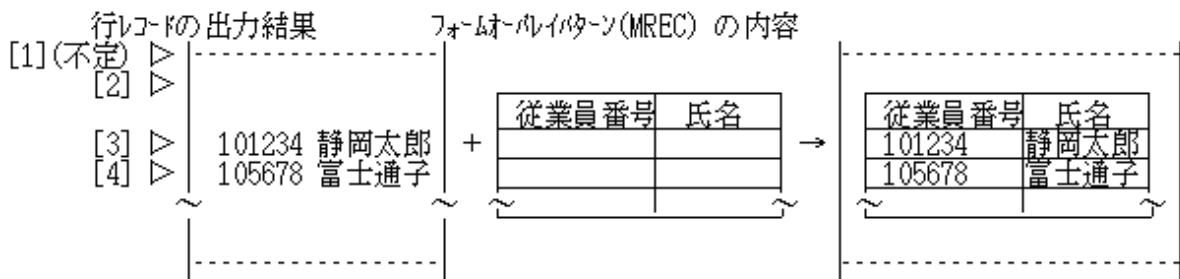 行ﾚｺｰﾄﾞの出力結果 ﾌｫｰﾑｵｰﾊﾞﾚｲﾊﾟﾀｰﾝ(MREC) の内容
[1](不定) ▷
[2] ▷
従業員番号 氏名 従業員番号 氏名
[3] ▷ 101234 静岡太郎 + → 101234 静岡太郎
[4] ▷ 105678 富士通子 105678 富士通子